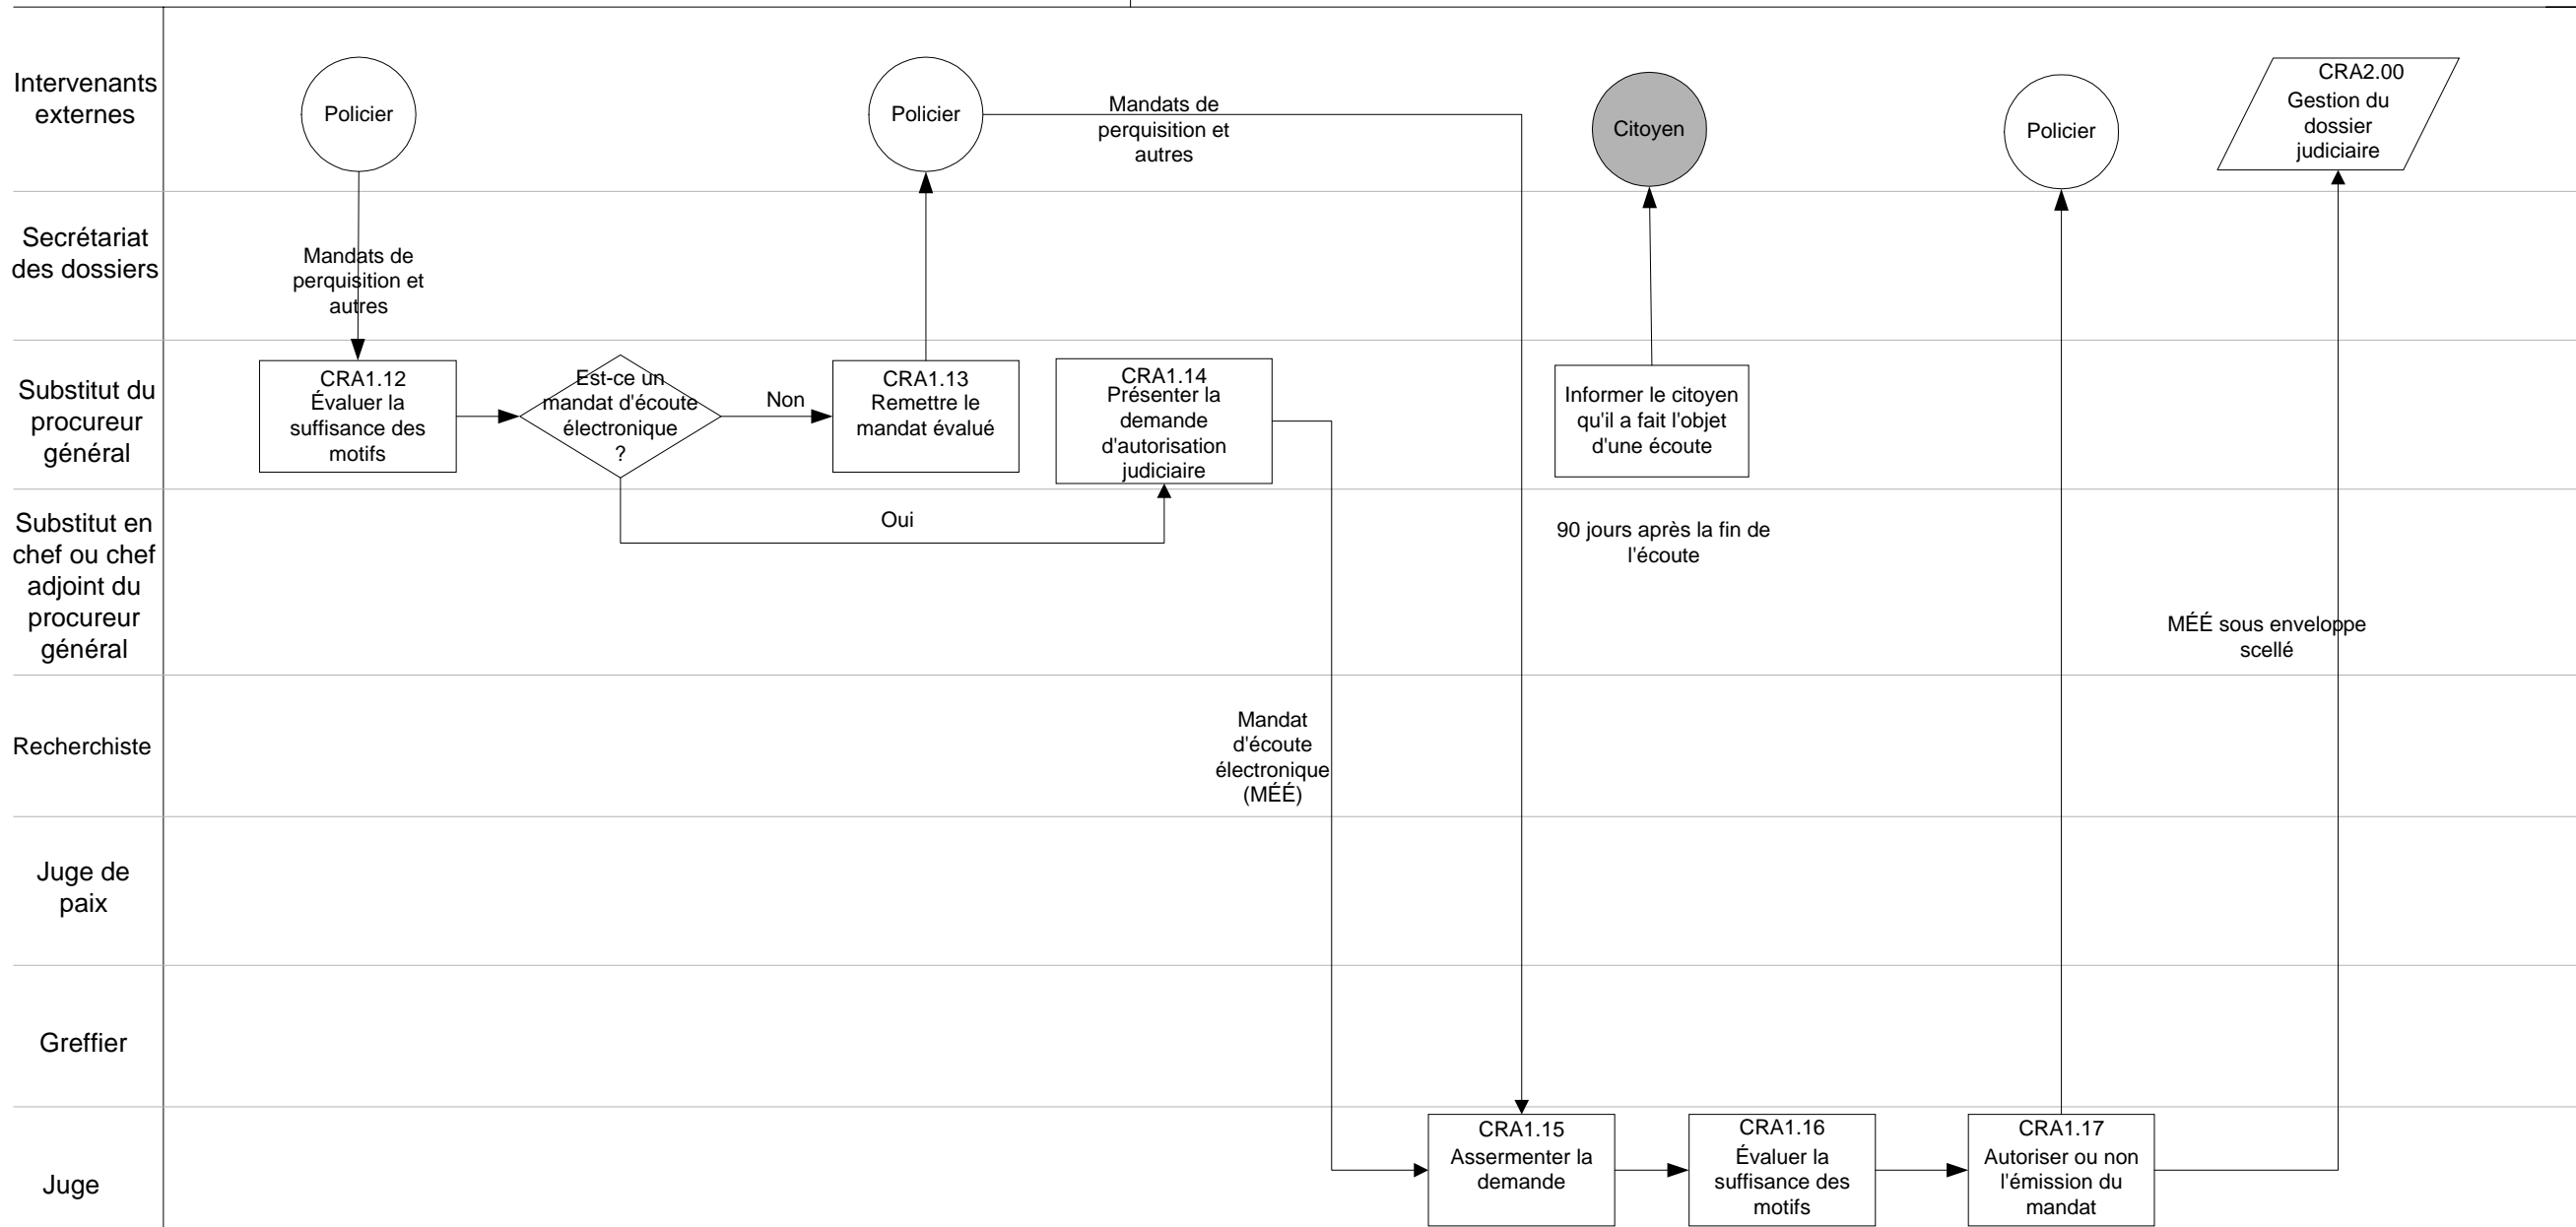 Intervenants
externes
Policier
Policier
Mandats de
perquisition et
autres
Citoyen
Policier
CRA2.00
Gestion du
dossier
judiciaire
Secrétariat
des dossiers
Mandats de
perquisition et
autres
Substitut du
procureur
général
CRA1.12
Évaluer la
suffisance des
motifs
Est-ce un
mandat d'écoute
électronique
?
Non
CRA1.13
Remettre le
mandat évalué
CRA1.14
Présenter la
demande
d'autorisation
judiciaire
Informer le citoyen
qu'il a fait l'objet
d'une écoute
Substitut en
chef ou chef
adjoint du
procureur
général
Oui
90 jours après la fin de
l'écoute
MÉÉ sous enveloppe
scellé
Recherchiste
Mandat
d'écoute
électronique
(MÉÉ)
Juge de
paix
Greffier
Juge
CRA1.15
Assermenter la
demande
CRA1.16
Évaluer la
suffisance des
motifs
CRA1.17
Autoriser ou non
l'émission du
mandat